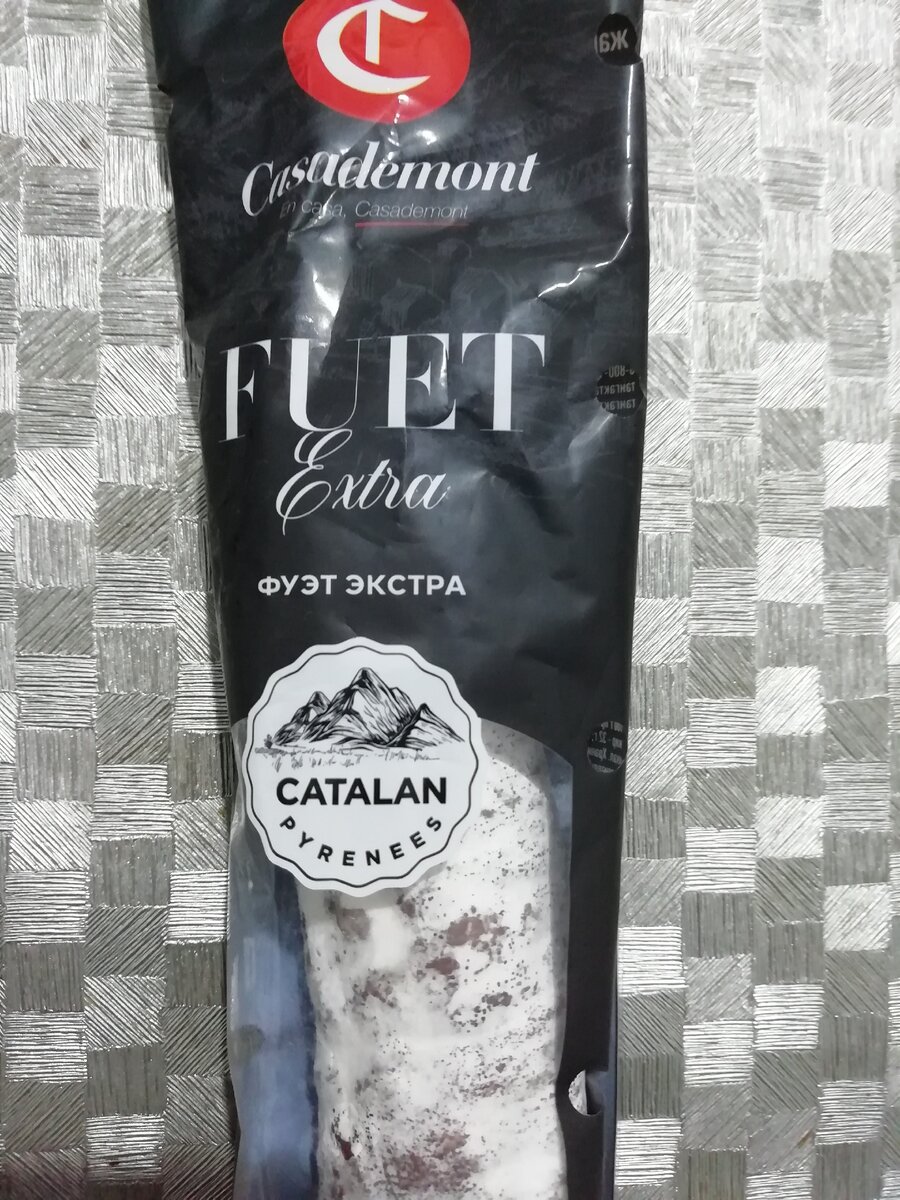 Casademont
En casa, Casademont
FUET
Extra
ФУЭТ ЭКСТРА
CATALAN
PYRENEES